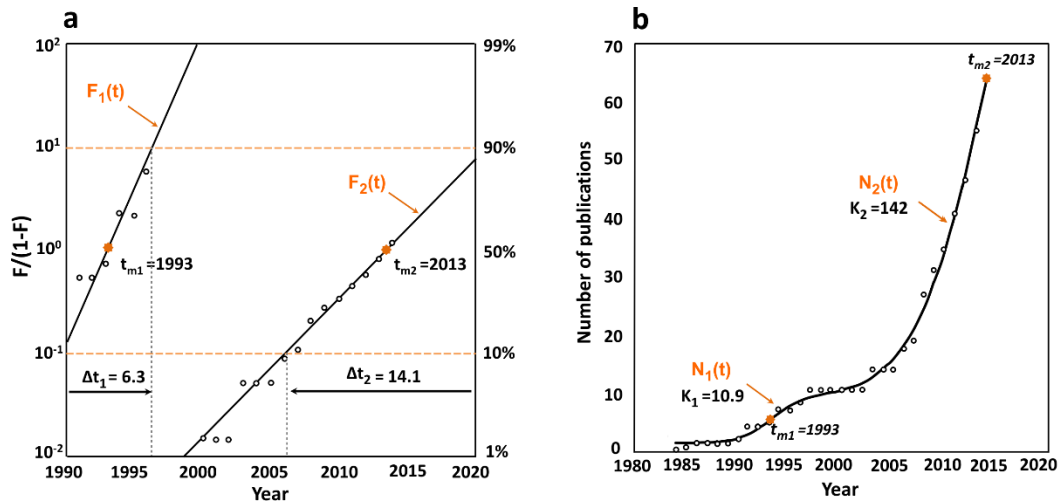 a
F/(1-F)
10²
10¹
10⁰
10⁻¹
10⁻²
99%
90%
50%
10%
1%
F₁(t)
F₂(t)
tₘ₁ =1993
tₘ₂ =2013
Δt₁ = 6.3
Δt₂ = 14.1
1990 1995 2000 2005 2010 2015 2020
Year
b
Number of publications
70
60
50
40
30
20
10
0
tₘ₂ =2013
N₂(t)
K₂=142
N₁(t)
K₁=10.9
tₘ₁ =1993
1980 1985 1990 1995 2000 2005 2010 2015 2020
Year